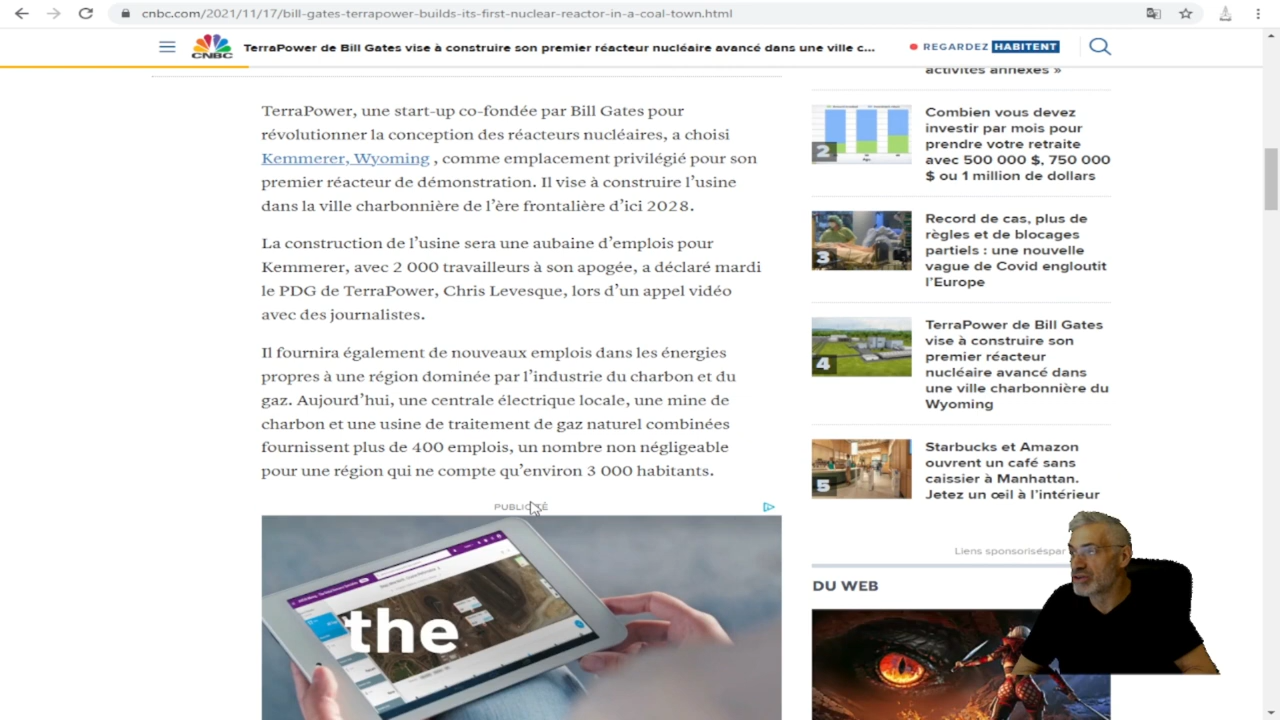 cnbc.com/2021/11/17/bill-gates-terrapower-builds-its-first-nuclear-reactor-in-a-coal-town.html
CNBC
TerraPower de Bill Gates vise à construire son premier réacteur nucléaire avancé dans une ville c...
REGARDEZ HABITENT
TerraPower, une start-up co-fondée par Bill Gates pour
révolutionner la conception des réacteurs nucléaires, a choisi
Kemmerer, Wyoming , comme emplacement privilégié pour son
premier réacteur de démonstration. Il vise à construire l'usine
dans la ville charbonnière de l'ère frontalière d'ici 2028.
La construction de l'usine sera une aubaine d'emplois pour
Kemmerer, avec 2 000 travailleurs à son apogée, a déclaré mardi
le PDG de TerraPower, Chris Levesque, lors d'un appel vidéo
avec des journalistes.
Il fournira également de nouveaux emplois dans les énergies
propres à une région dominée par l'industrie du charbon et du
gaz. Aujourd'hui, une centrale électrique locale, une mine de
charbon et une usine de traitement de gaz naturel combinées
fournissent plus de 400 emplois, un nombre non négligeable
pour une région qui ne compte qu'environ 3 000 habitants.
PUBLICITÉ
the
activités annexes »
2
Combien vous devez
investir par mois pour
prendre votre retraite
avec 500 000 $, 750 000
$ ou 1 million de dollars
3
Record de cas, plus de
règles et de blocages
partiels : une nouvelle
vague de Covid engloutit
l'Europe
4
TerraPower de Bill Gates
vise à construire son
premier réacteur
nucléaire avancé dans
une ville charbonnière du
Wyoming
5
Starbucks et Amazon
ouvrent un café sans
caissier à Manhattan.
Jetez un œil à l'intérieur
Liens sponsoriséspar
DU WEB